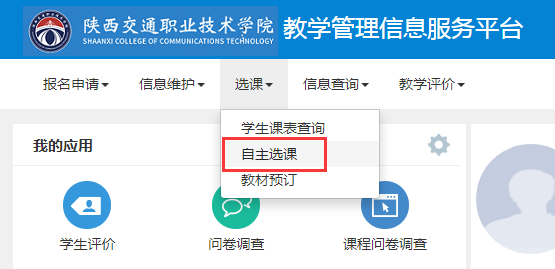 陕西交通职业技术学院
SHAANXI COLLEGE OF COMMUNICATIONS TECHNOLOGY
教学管理信息服务平台
报名申请 信息维护 选课 信息查询 教学评价
学生课表查询
自主选课
教材预订
我的应用
学生评价 问卷调查 课程问卷调查